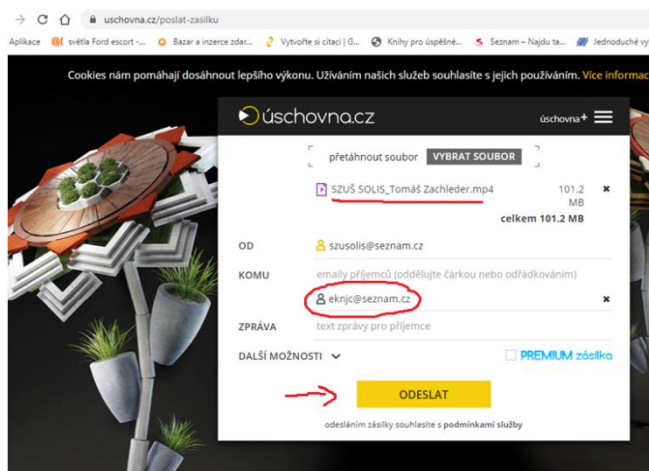 uschovna.cz/poslat-zasilku
Aplikace světla Ford escort -... Bazar a inzerce zdar... Vytvořte si citaci | G... Knihy pro úspěšné... Seznam – Najdu ta... Jednoduché vy
Cookies nám pomáhají dosáhnout lepšího výkonu. Užíváním našich služeb souhlasíte s jejich používáním. Více informac
úschovna.cz úschovna+
přetáhnout soubor VYBRAT SOUBOR
SZUŠ SOLIS_Tomáš Zachleder.mp4 101.2
MB
celkem 101.2 MB
OD szusolis@seznam.cz
KOMU emaily příjemců (oddělujte čárkou nebo odřádkováním)
eknjc@seznam.cz
ZPRÁVA text zprávy pro příjemce
DALŠÍ MOŽNOSTI PREMIUM zásilka
ODESLAT
odesláním zásilky souhlasíte s podmínkami služby